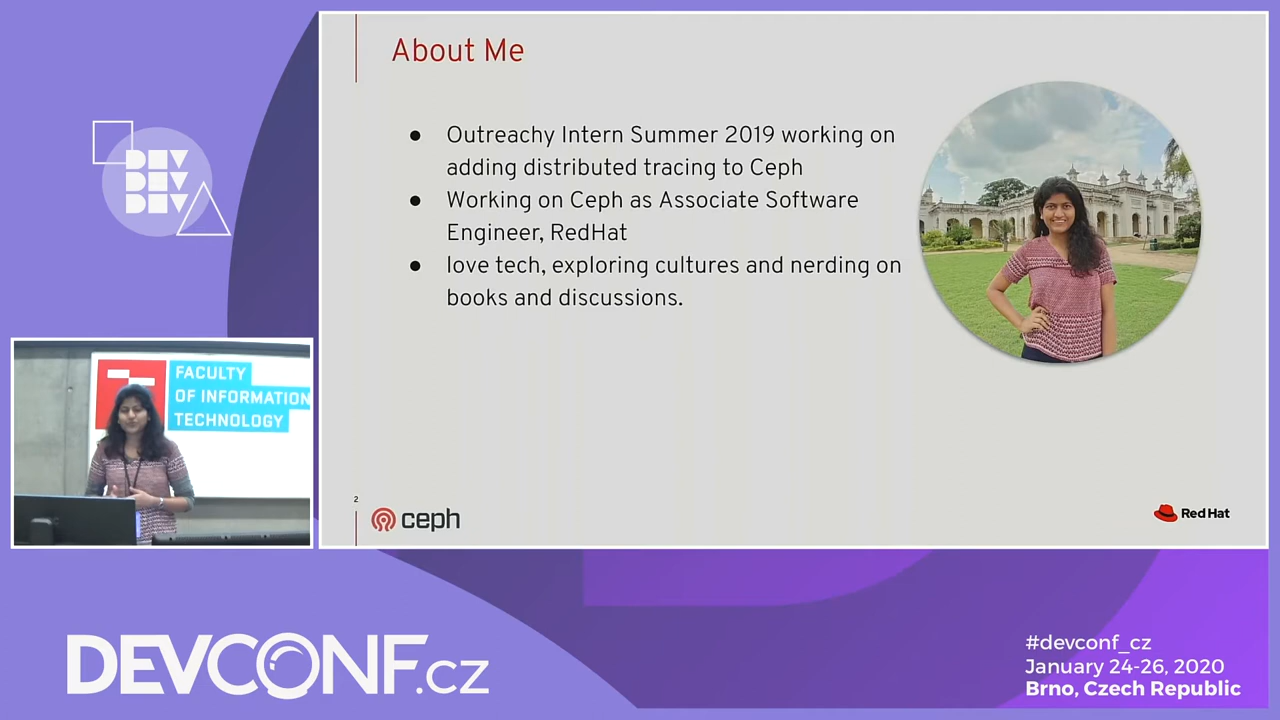 About Me
● Outreachy Intern Summer 2019 working on
adding distributed tracing to Ceph
● Working on Ceph as Associate Software
Engineer, RedHat
● love tech, exploring cultures and nerding on
books and discussions.
2
ceph
Red Hat
DEV
DEV
DEV
FACULTY
OF INFORMATION
TECHNOLOGY
DEVCONF.cz
#devconf_cz
January 24-26, 2020
Brno, Czech Republic